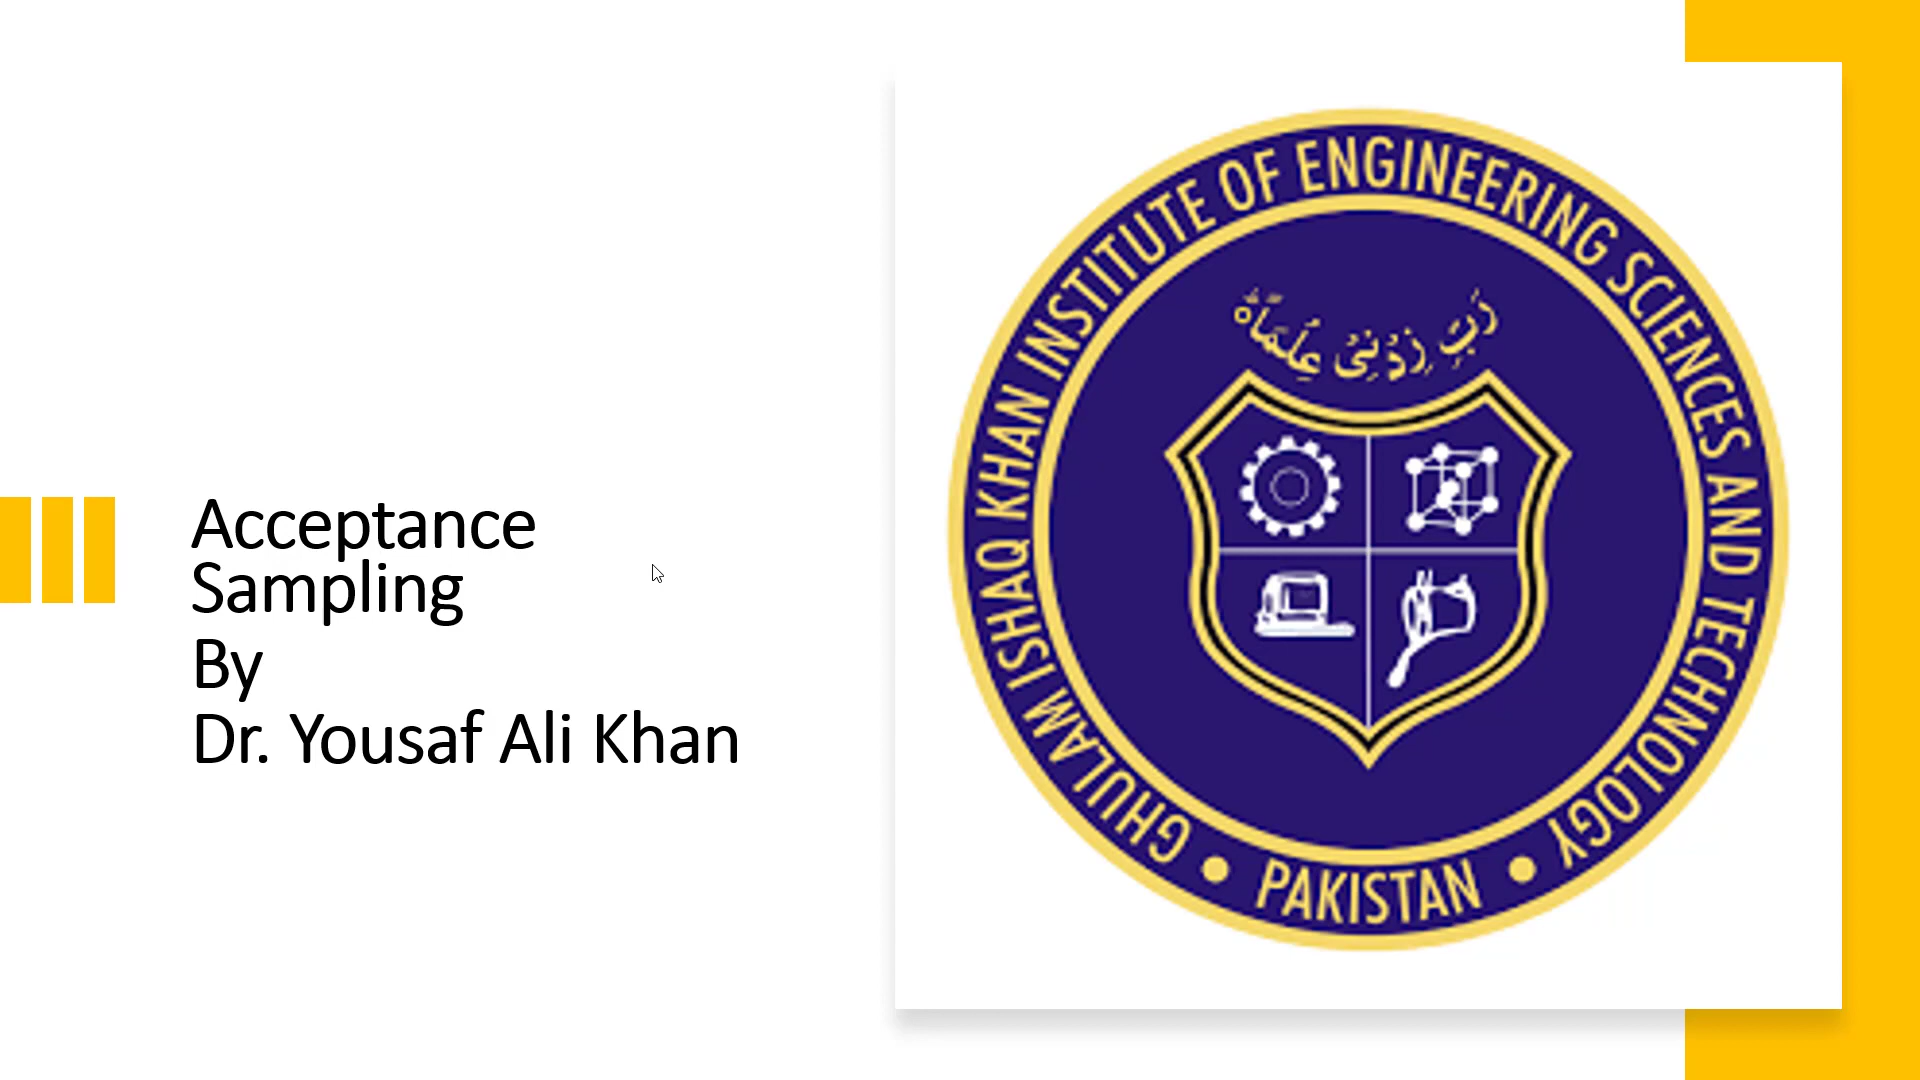 Acceptance
Sampling
By
Dr. Yousaf Ali Khan
GHULAM ISHAQ KHAN INSTITUTE OF ENGINEERING SCIENCES AND TECHNOLOGY
• PAKISTAN •
رَبِّ زِدْنِیْ عِلْمًا